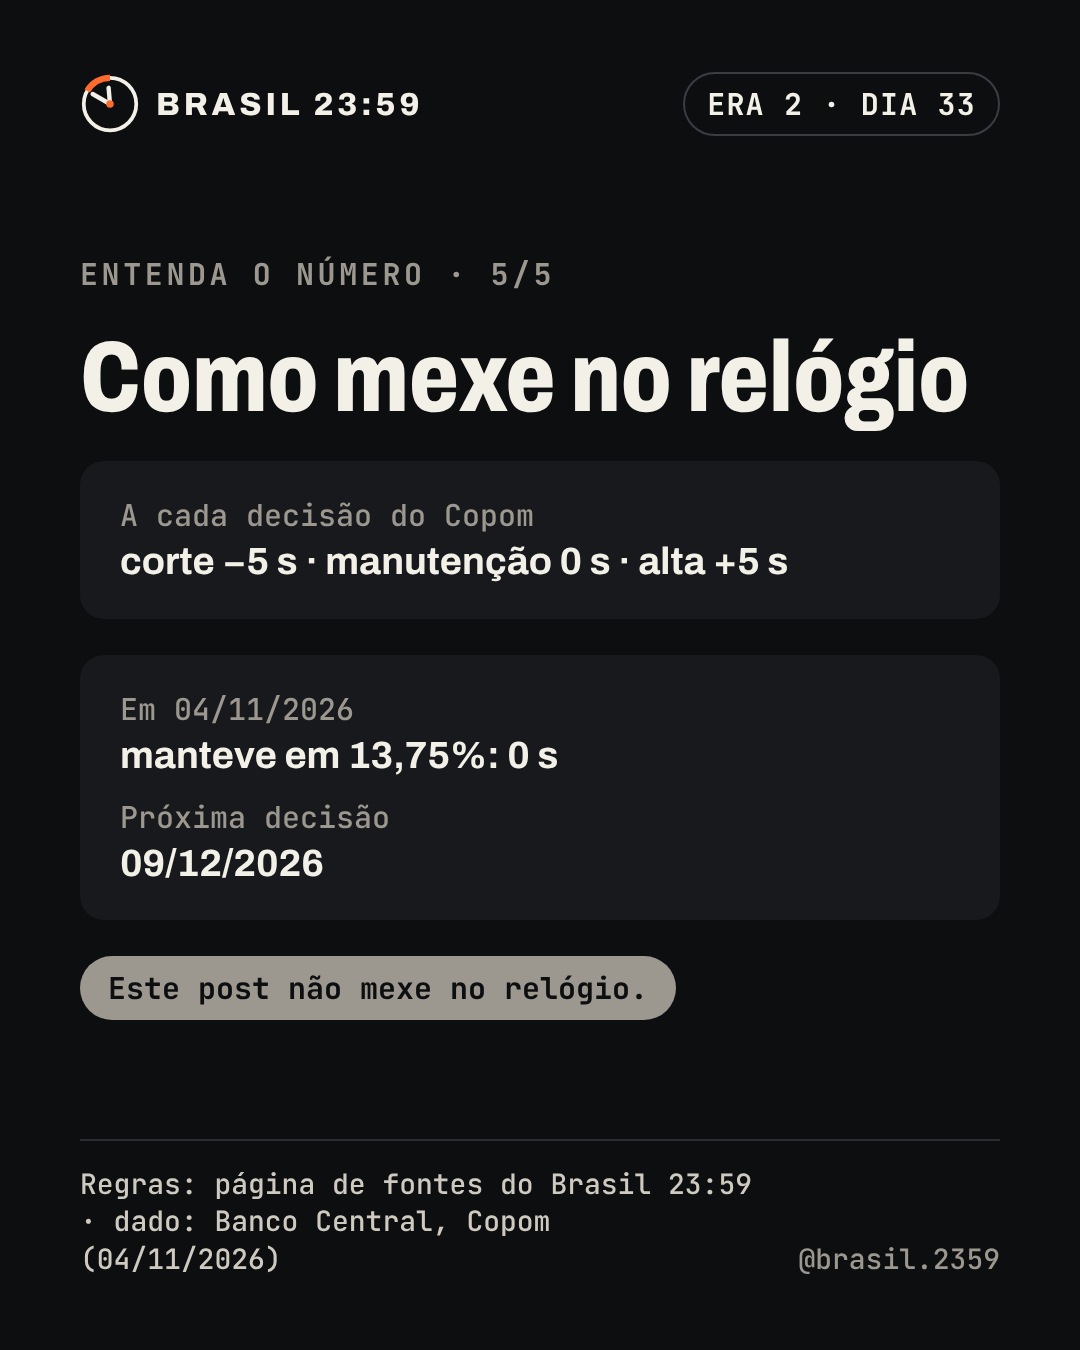 BRASIL 23:59
ERA 2 · DIA 33
ENTENDA O NÚMERO · 5/5
Como mexe no relógio
A cada decisão do Copom
corte −5 s · manutenção 0 s · alta +5 s
Em 04/11/2026
manteve em 13,75%: 0 s
Próxima decisão
09/12/2026
Este post não mexe no relógio.
Regras: página de fontes do Brasil 23:59
· dado: Banco Central, Copom
(04/11/2026)
@brasil.2359